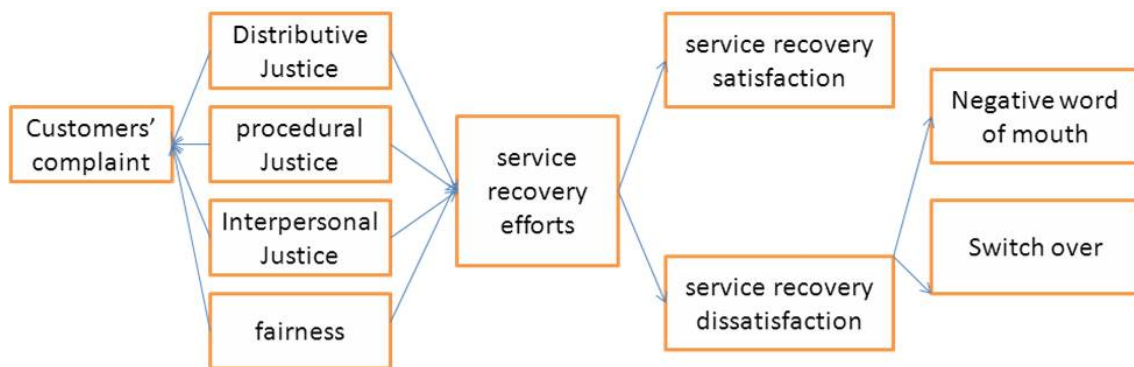 Customers’
complaint
Distributive
Justice
procedural
Justice
Interpersonal
Justice
fairness
service
recovery
efforts
service recovery
satisfaction
service recovery
dissatisfaction
Negative word
of mouth
Switch over